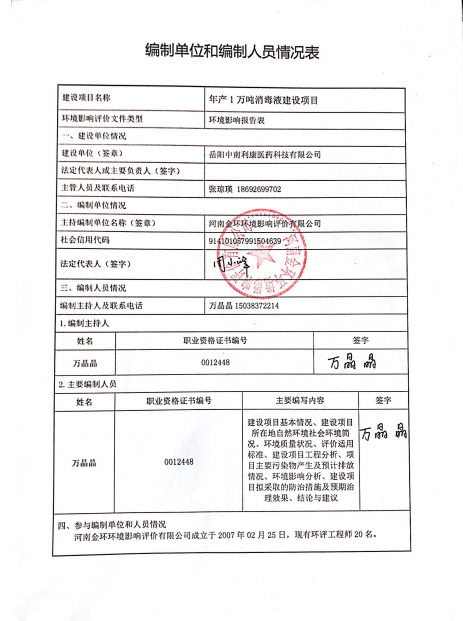 编制单位和编制人员情况表
建设项目名称 年产 1 万吨消毒液建设项目
环境影响评价文件类型 环境影响报告表
一、建设单位情况
建设单位（签章） 岳阳中南利康医药科技有限公司
法定代表人或主要负责人（签字）
主管人员及联系电话 张琼瑛 18692699702
二、编制单位情况
主持编制单位名称（签章） 河南金环环境影响评价有限公司
社会信用代码 914101057991504639
法定代表人（签字）
三、编制人员情况
编制主持人及联系电话 万晶晶 15038372214
1.编制主持人
姓名 职业资格证书编号 签字
万晶晶 0012448 万晶晶
2.主要编制人员
姓名 职业资格证书编号 主要编写内容 签字
万晶晶 0012448 建设项目基本情况、建设项目 万晶晶
所在地自然环境社会环境简
况、环境质量状况、评价适用
标准、建设项目工程分析、项
目主要污染物产生及预计排放
情况、环境影响分析、建设项
目拟采取的防治措施及预期治
理效果、结论与建议
四、参与编制单位和人员情况
河南金环环境影响评价有限公司成立于 2007 年 02 月 25 日，现有环评工程师 20 名。